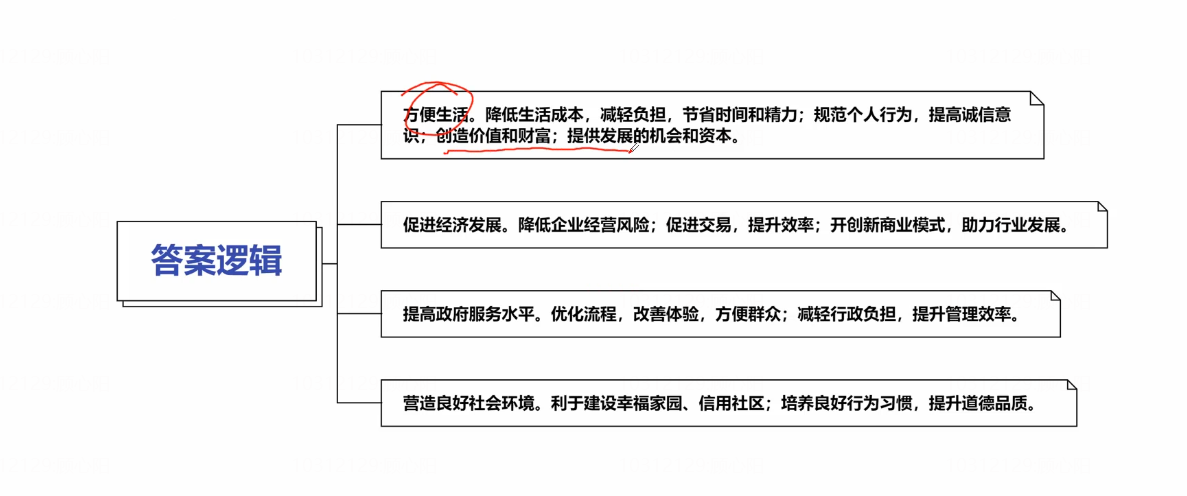 方便生活。降低生活成本，减轻负担，节省时间和精力；规范个人行为，提高诚信意
识；创造价值和财富；提供发展的机会和资本。
促进经济发展。降低企业经营风险；促进交易，提升效率；开创新商业模式，助力行业发展。
答案逻辑
提高政府服务水平。优化流程，改善体验，方便群众；减轻行政负担，提升管理效率。
营造良好社会环境。利于建设幸福家园、信用社区；培养良好行为习惯，提升道德品质。